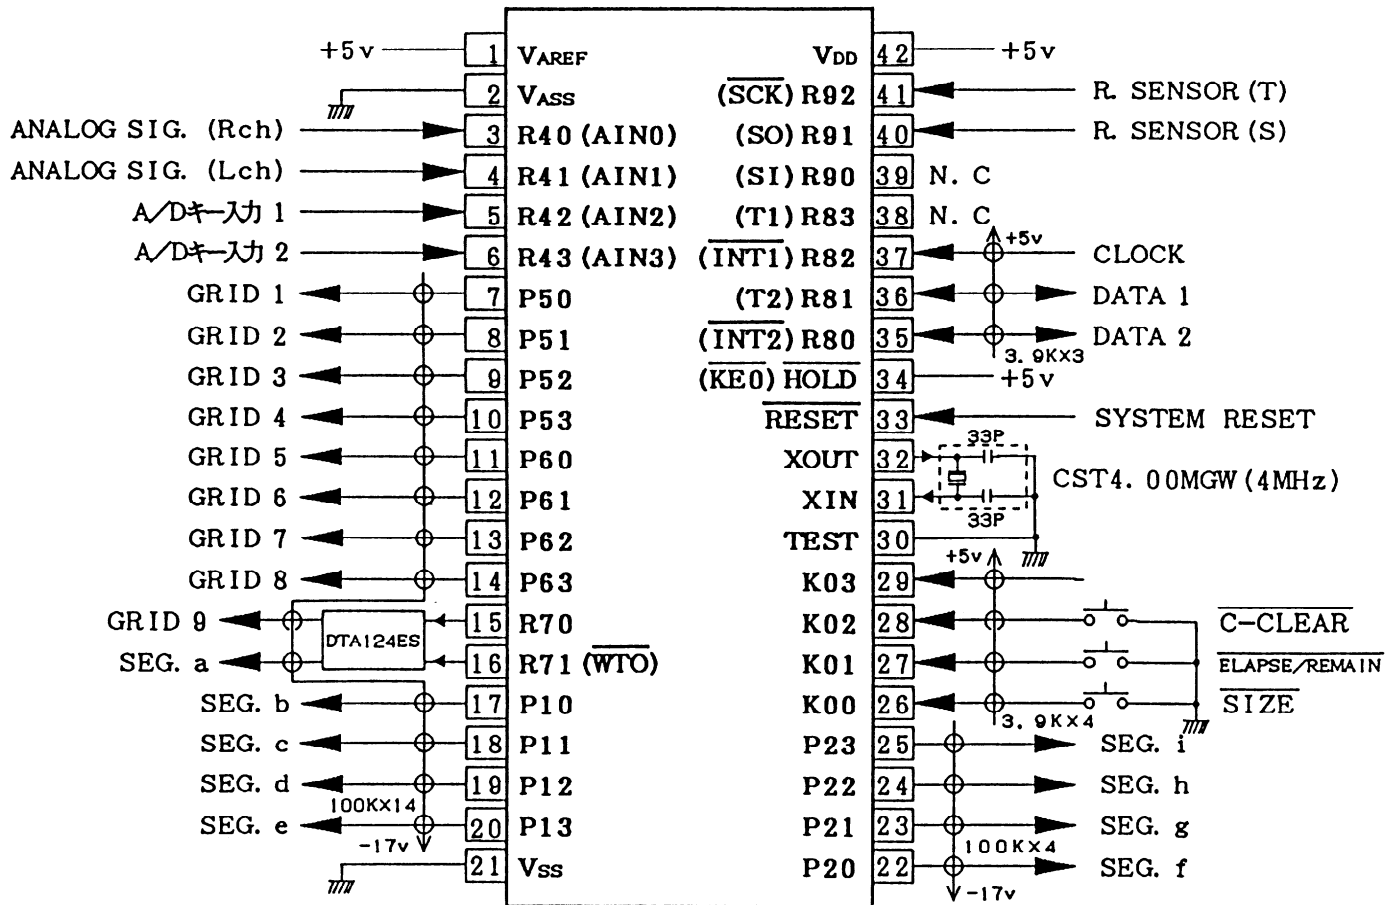 +5v 1 VAREF VDD 42 +5v
2 VASS (SCK) R92 41 R. SENSOR (T)
ANALOG SIG. (Rch) 3 R40 (AIN0) (SO) R91 40 R. SENSOR (S)
ANALOG SIG. (Lch) 4 R41 (AIN1) (SI) R90 39 N. C
A/Dキー入力 1 5 R42 (AIN2) (T1) R83 38 N. C
+5v
A/Dキー入力 2 6 R43 (AIN3) (INT1) R82 37 CLOCK
GRID 1 7 P50 (T2) R81 36 DATA 1
GRID 2 8 P51 (INT2) R80 35 DATA 2
3. 9K×3
GRID 3 9 P52 (KE0) HOLD 34 +5v
GRID 4 10 P53 RESET 33 SYSTEM RESET
33P
GRID 5 11 P60 XOUT 32
CST4. 00MGW (4MHz)
GRID 6 12 P61 XIN 31
33P
GRID 7 13 P62 TEST 30
+5v
GRID 8 14 P63 K03 29
GRID 9 15 R70 K02 28 C-CLEAR
DTA124ES
SEG. a 16 R71 (WTO) K01 27 ELAPSE/REMAIN
SEG. b 17 P10 K00 26 SIZE
3. 9K×4
SEG. c 18 P11 P23 25 SEG. i
SEG. d 19 P12 P22 24 SEG. h
100K×14
SEG. e 20 P13 P21 23 SEG. g
-17v 100K×4
21 VSS P20 22 SEG. f
-17v